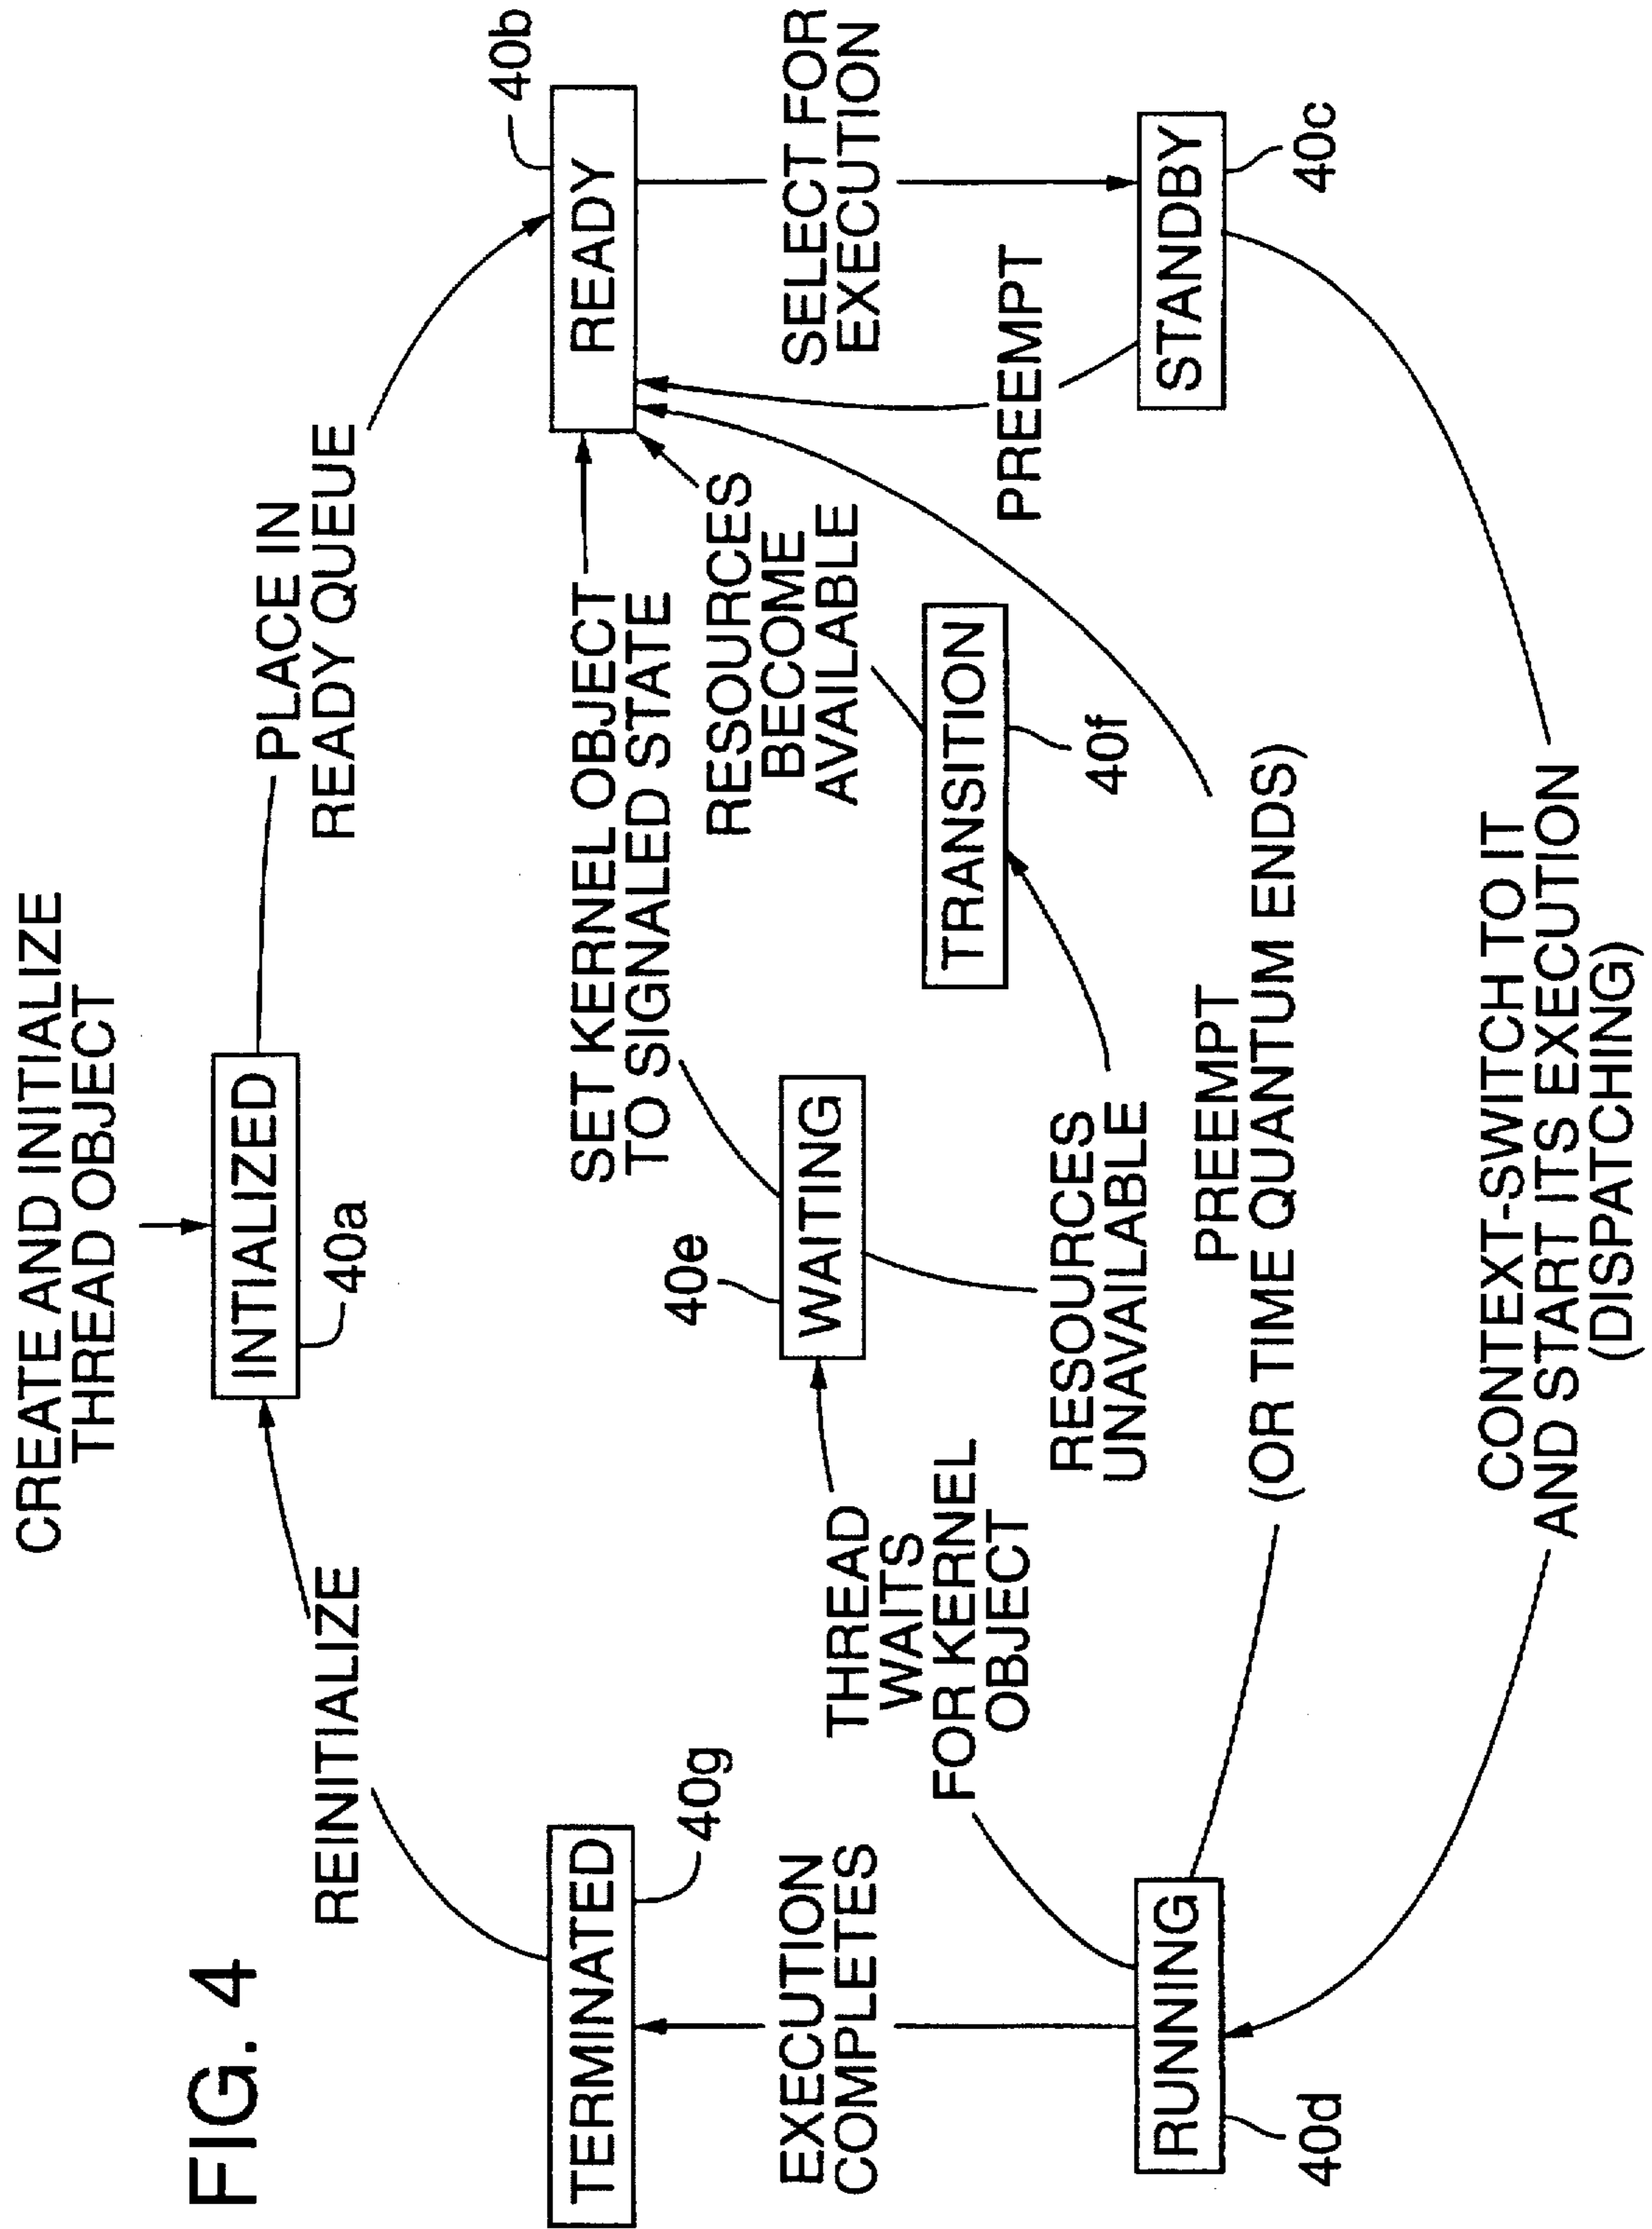 FIG. 4
CREATE AND INITIALIZE
THREAD OBJECT
INTIALIZED
40a
REINITIALIZE
PLACE IN
READY QUEUE
TERMINATED
40g
READY
40b
SET KERNEL OBJECT
TO SIGNALED STATE
40e
WAITING
RESOURCES
BECOME
AVAILABLE
EXECUTION
COMPLETES
THREAD
WAITS
FOR KERNEL
OBJECT
SELECT FOR
EXECUTION
TRANSITION
40f
PREEMPT
RESOURCES
UNAVAILABLE
RUNNING
40d
PREEMPT
(OR TIME QUANTUM ENDS)
STANDBY
40c
CONTEXT-SWITCH TO IT
AND START ITS EXECUTION
(DISPATCHING)